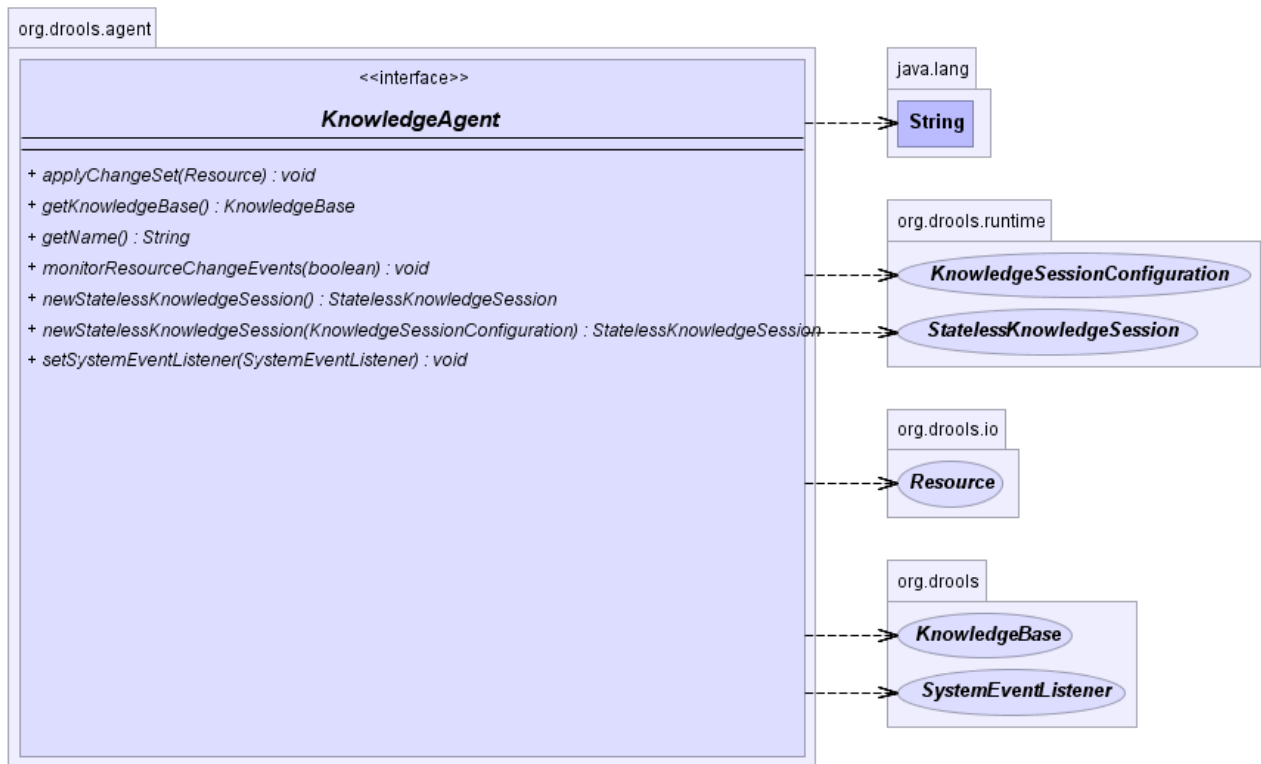 org.drools.agent
<<interface>>
KnowledgeAgent
+ applyChangeSet(Resource) : void
+ getKnowledgeBase() : KnowledgeBase
+ getName() : String
+ monitorResourceChangeEvents(boolean) : void
+ newStatelessKnowledgeSession() : StatelessKnowledgeSession
+ newStatelessKnowledgeSession(KnowledgeSessionConfiguration) : StatelessKnowledgeSession
+ setSystemEventListener(SystemEventListener) : void
java.lang
String
org.drools.runtime
KnowledgeSessionConfiguration
StatelessKnowledgeSession
org.drools.io
Resource
org.drools
KnowledgeBase
SystemEventListener